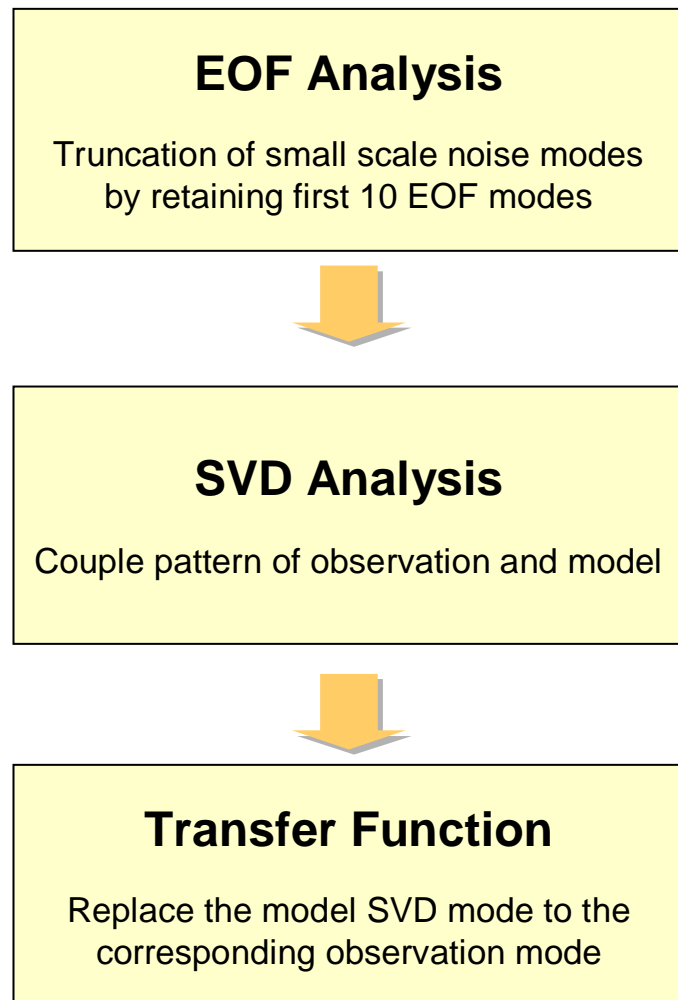 EOF Analysis
Truncation of small scale noise modes
by retaining first 10 EOF modes
SVD Analysis
Couple pattern of observation and model
Transfer Function
Replace the model SVD mode to the
corresponding observation mode